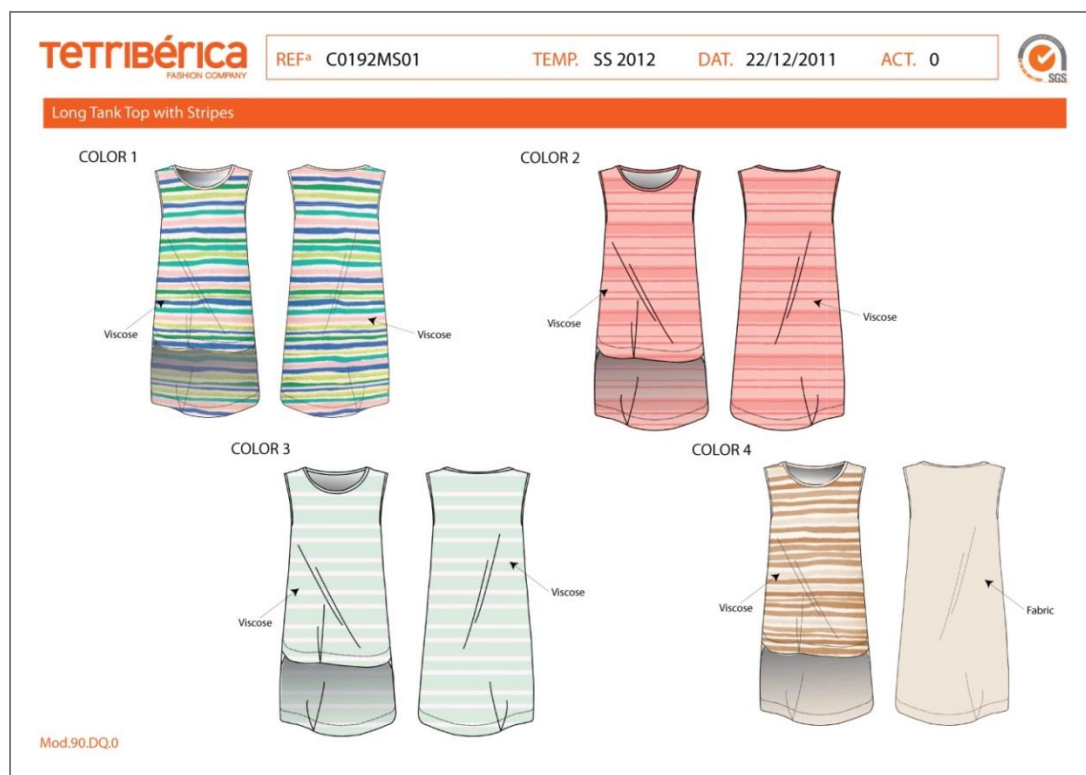 TETRIBÉRICA
FASHION COMPANY
REFª C0192MS01 TEMP. SS 2012 DAT. 22/12/2011 ACT. 0
SGS
Long Tank Top with Stripes
COLOR 1
COLOR 2
Viscose
Viscose
Viscose
Viscose
COLOR 3
COLOR 4
Viscose
Viscose
Viscose
Fabric
Mod.90.DQ.0